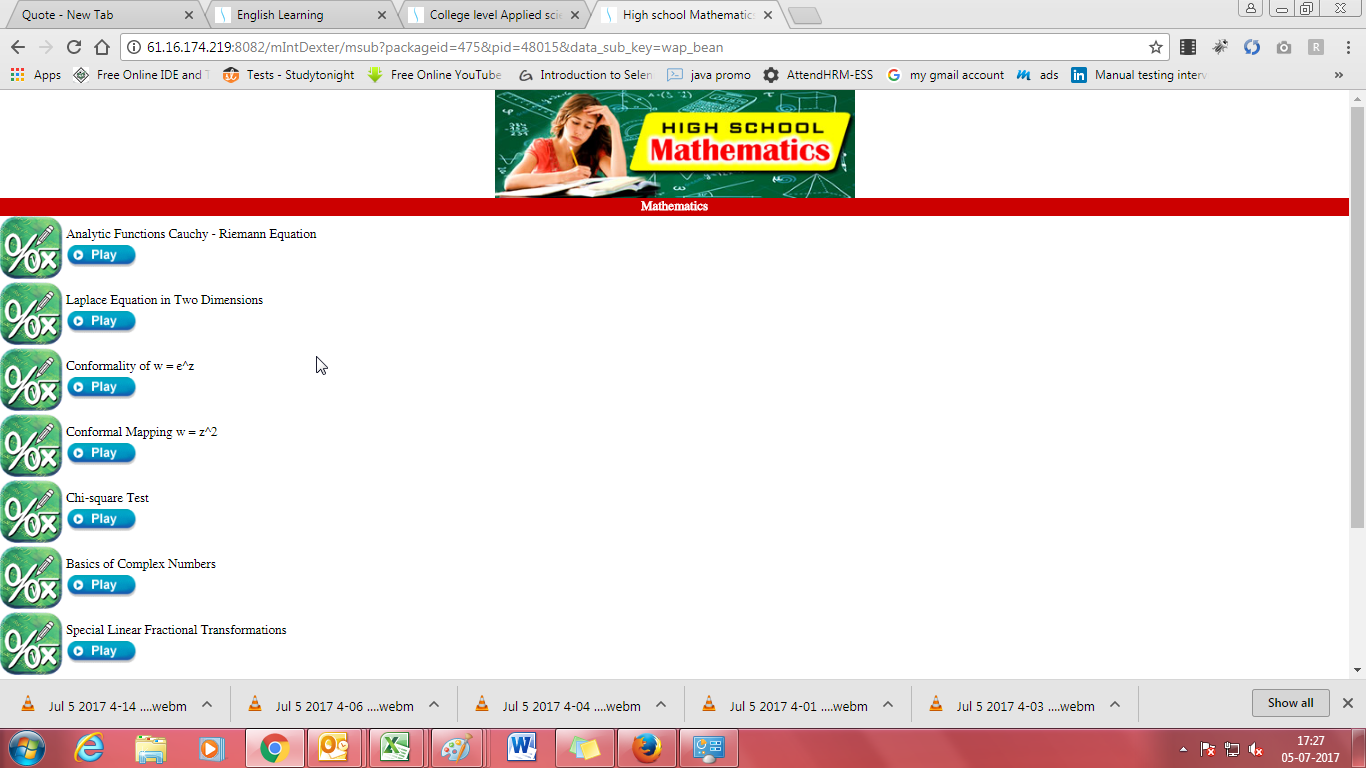 Quote - New Tab
English Learning
College level Applied scie
High school Mathematics
61.16.174.219:8082/mIntDexter/msub?packageid=475&pid=48015&data_sub_key=wap_bean
Apps
Free Online IDE and T
Tests - Studytonight
Free Online YouTube
Introduction to Selen
java promo
AttendHRM-ESS
my gmail account
ads
Manual testing interv
»
HIGH SCHOOL
Mathematics
Mathematics
Analytic Functions Cauchy - Riemann Equation
Play
Laplace Equation in Two Dimensions
Play
Conformality of w = e^z
Play
Conformal Mapping w = z^2
Play
Chi-square Test
Play
Basics of Complex Numbers
Play
Special Linear Fractional Transformations
Play
Jul 5 2017 4-14 ....webm
Jul 5 2017 4-06 ....webm
Jul 5 2017 4-04 ....webm
Jul 5 2017 4-01 ....webm
Jul 5 2017 4-03 ....webm
Show all
17:27
05-07-2017